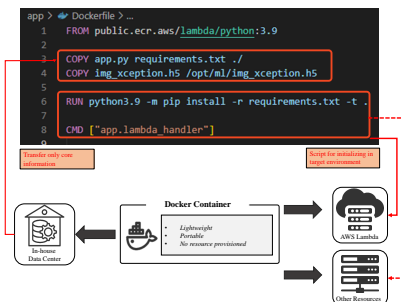 app > Dockerfile > ...
1 FROM public.ecr.aws/lambda/python:3.9
2
3 COPY app.py requirements.txt ./
4 COPY img_xception.h5 /opt/ml/img_xception.h5
5
6 RUN python3.9 -m pip install -r requirements.txt -t .
7
8 CMD ["app.lambda_handler"]
9
Transfer only core
information
Script for initializing in
target environment
Docker Container
• Lightweight
• Portable
• No resource provisioned
In-house
Data Center
AWS Lambda
Other Resources